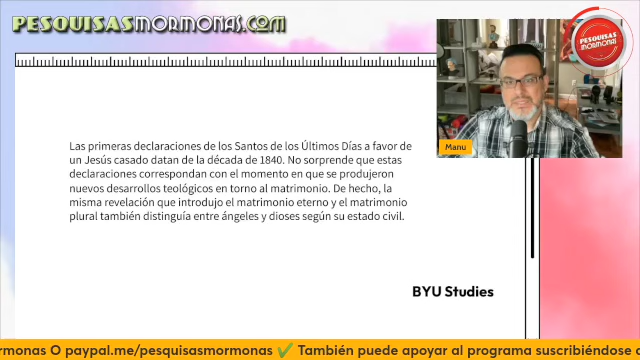 PESQUISASMORMONAS.COM
PESQUISAS
MORMONAS
Manu
Las primeras declaraciones de los Santos de los Últimos Días a favor de
un Jesús casado datan de la década de 1840. No sorprende que estas
declaraciones correspondan con el momento en que se produjeron
nuevos desarrollos teológicos en torno al matrimonio. De hecho, la
misma revelación que introdujo el matrimonio eterno y el matrimonio
plural también distinguía entre ángeles y dioses según su estado civil.
BYU Studies
rmonas O paypal.me/pesquisasmormonas ✔ También puede apoyar al programa suscribiéndose